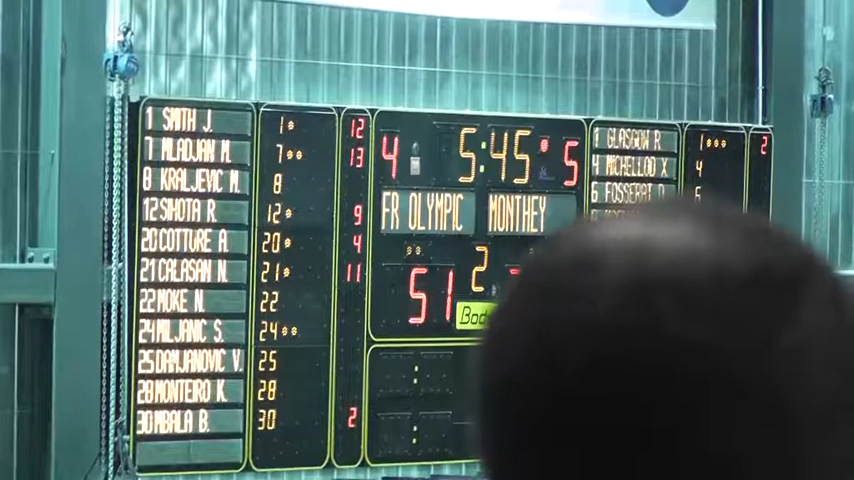 1 SMITH J. 1 12
7 MLADJAN M. 7 13
8 KRALJEVIC M. 8
12 SIMOTA R. 12 9
20 COTTURE A. 20 4
21 CALASAN N. 21 11
22 MOKE N. 22
24 MILJANIC S. 24
25 DAMJANOVIC V. 25
28 MONTEIRO K. 28
30 MBALA B. 30 2
4 5:45 5
FR OLYMPIC MONTHEY
2
51
1 GLASGOW R. 1 2
4 MICHELLOD X 4
6 FOSSERAT 6